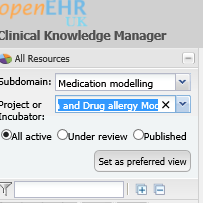 openEHR
UK
Clinical Knowledge Manager
All Resources
Subdomain: Medication modelling
Project or Incubator: and Drug allergy Mod
All active Under review Published
Set as preferred view